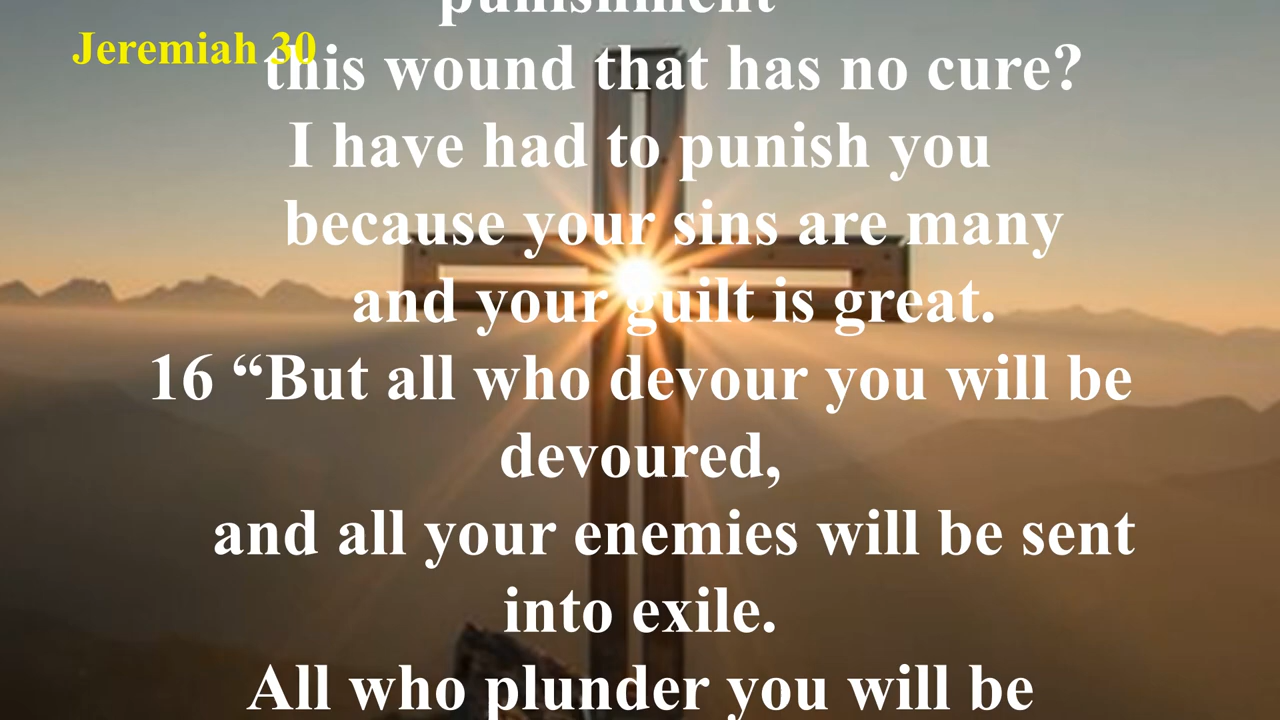 punishment
Jeremiah 30
this wound that has no cure?
I have had to punish you
because your sins are many
and your guilt is great.
16 “But all who devour you will be
devoured,
and all your enemies will be sent
into exile.
All who plunder you will be